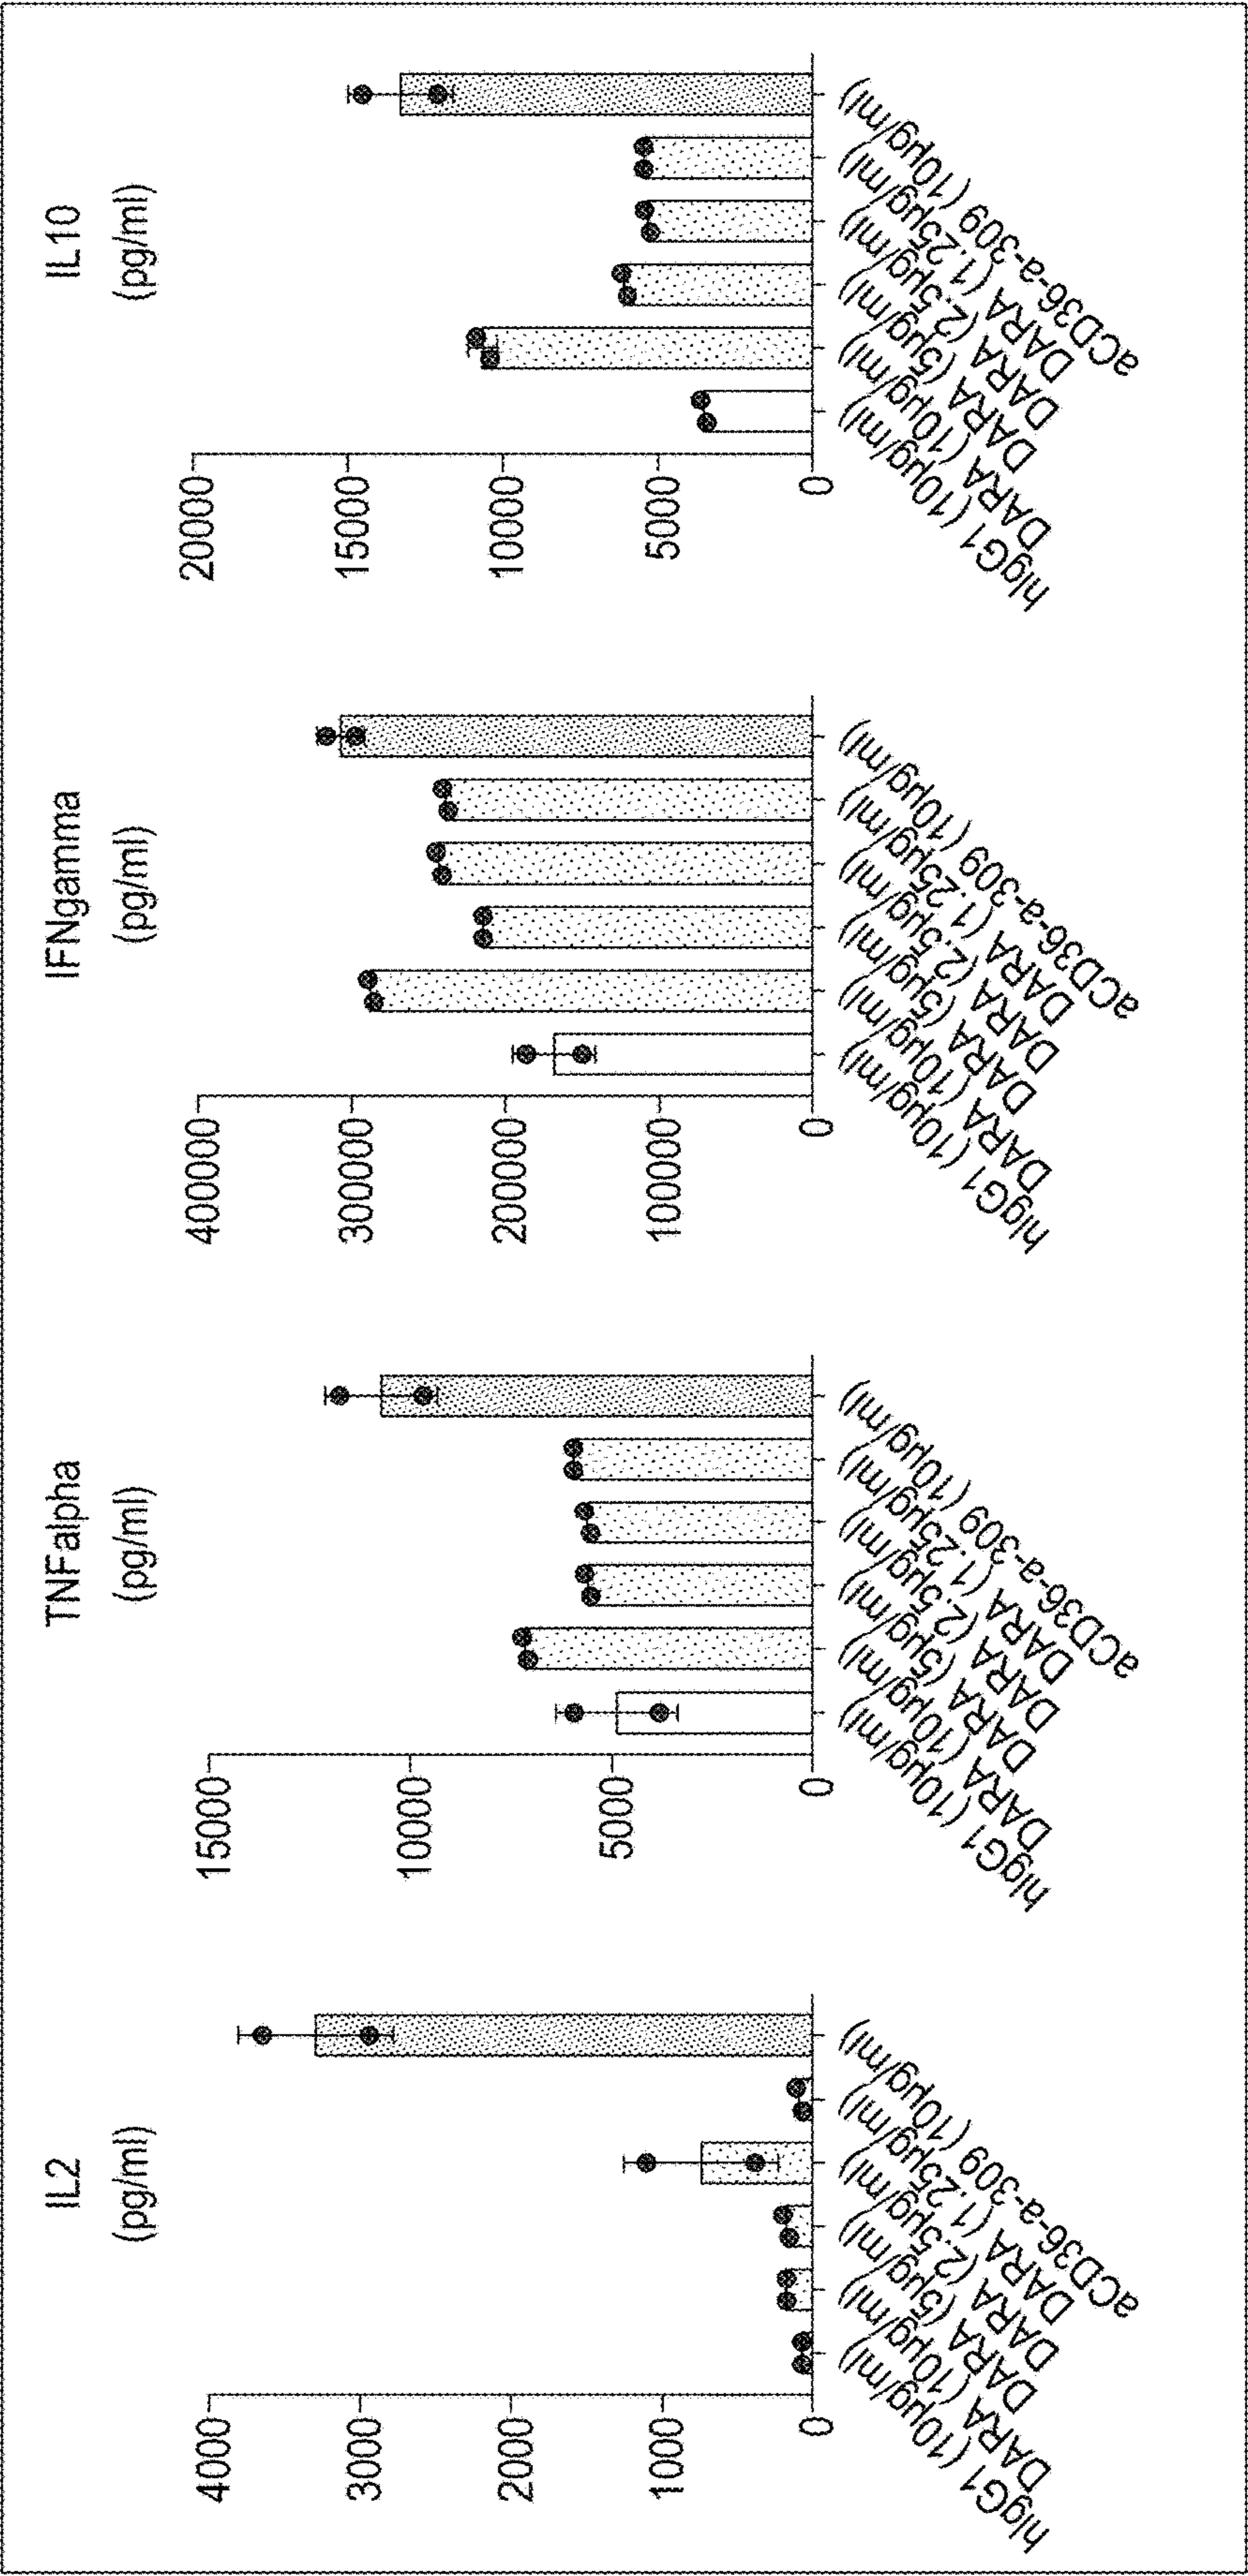 IL2
(pg/ml)
4000
3000
2000
1000
0
hIgG1 (10µg/ml)
DARA (10µg/ml)
DARA (5µg/ml)
DARA (2.5µg/ml)
DARA (1.25µg/ml)
aCD36-a-309 (10µg/ml)
TNFalpha
(pg/ml)
15000
10000
5000
0
hIgG1 (10µg/ml)
DARA (10µg/ml)
DARA (5µg/ml)
DARA (2.5µg/ml)
DARA (1.25µg/ml)
aCD36-a-309 (10µg/ml)
IFNgamma
(pg/ml)
400000
300000
200000
100000
0
hIgG1 (10µg/ml)
DARA (10µg/ml)
DARA (5µg/ml)
DARA (2.5µg/ml)
DARA (1.25µg/ml)
aCD36-a-309 (10µg/ml)
IL10
(pg/ml)
20000
15000
10000
5000
0
hIgG1 (10µg/ml)
DARA (10µg/ml)
DARA (5µg/ml)
DARA (2.5µg/ml)
DARA (1.25µg/ml)
aCD36-a-309 (10µg/ml)